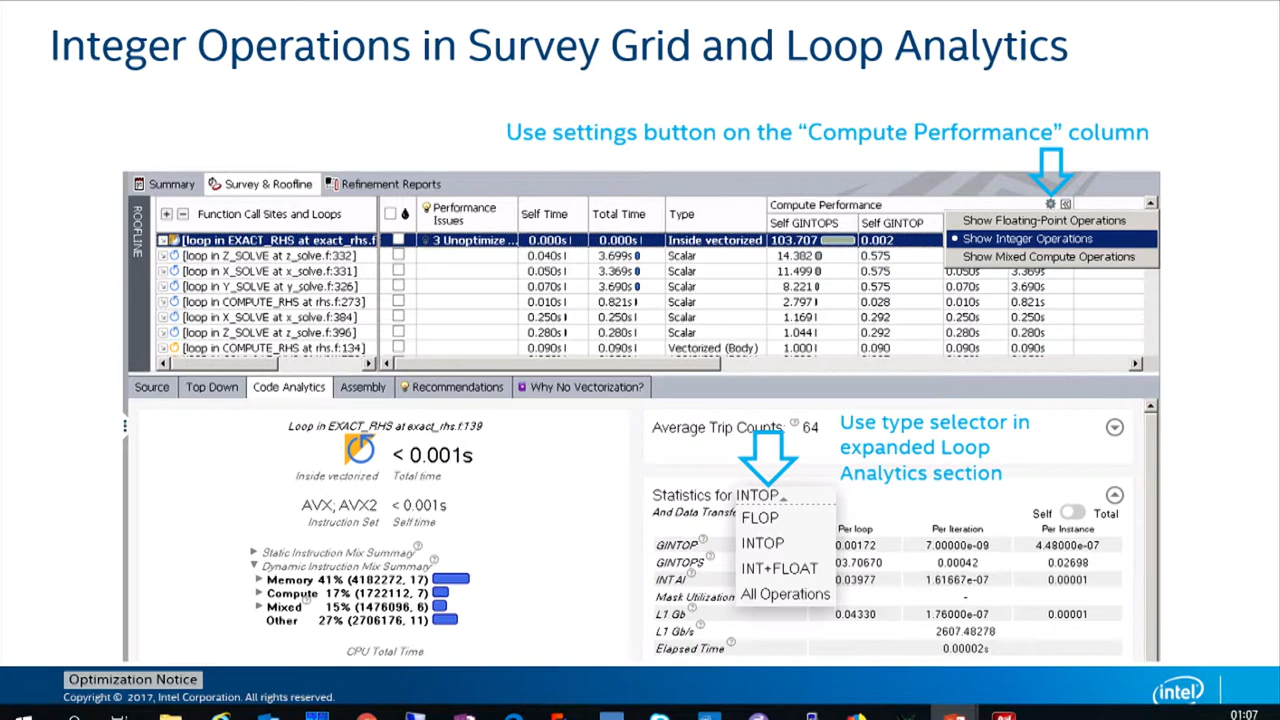 Integer Operations in Survey Grid and Loop Analytics
Use settings button on the “Compute Performance” column
Summary Survey & Roofline Refinement Reports
ROOFLINE
Function Call Sites and Loops Performance Issues Self Time Total Time Type Compute Performance
Self GINTOPS Self GINTOP
Show Floating-Point Operations
Show Integer Operations
Show Mixed Compute Operations
[loop in EXACT_RHS at exact_rhs.f 3 Unoptimize ... 0.000s 0.000s Inside vectorized 103.707 0.002
[loop in Z_SOLVE at z_solve.f:332] 0.040s 3.699s Scalar 14.382 0.575
[loop in X_SOLVE at x_solve.f:331] 0.050s 3.369s Scalar 11.499 0.575 0.050s 3.369s
[loop in Y_SOLVE at y_solve.f:326] 0.070s 3.690s Scalar 8.221 0.575 0.070s 3.690s
[loop in COMPUTE_RHS at rhs.f:273] 0.010s 0.821s Scalar 2.797 0.028 0.010s 0.821s
[loop in X_SOLVE at x_solve.f:384] 0.250s 0.250s Scalar 1.169 0.292 0.250s 0.250s
[loop in Z_SOLVE at z_solve.f:396] 0.280s 0.280s Scalar 1.044 0.292 0.280s 0.280s
[loop in COMPUTE_RHS at rhs.f:134] 0.090s 0.090s Vectorized (Body) 1.000 0.090 0.090s 0.090s
Source Top Down Code Analytics Assembly Recommendations Why No Vectorization?
Loop in EXACT_RHS at exact_rhs.f:139
< 0.001s
Inside vectorized Total time
AVX; AVX2 < 0.001s
Instruction Set Self time
Static Instruction Mix Summary
Dynamic Instruction Mix Summary
Memory 41% (4182272, 17)
Compute 17% (1722112, 7)
Mixed 15% (1476096, 6)
Other 27% (2706176, 11)
CPU Total Time
Average Trip Counts: 64
Use type selector in
expanded Loop
Analytics section
Statistics for INTOP
And Data Transfe
Self Total
FLOP
INTOP
INT+FLOAT
All Operations
Per loop Per Iteration Per Instance
GINTOP 0.00172 7.00000e-09 4.48000e-07
GINTOPS 03.70670 0.00042 0.02698
INT AI 0.03977 1.61667e-07 0.00001
Mask Utilization -
L1 Gb 0.04330 1.76000e-07 0.00001
L1 Gb/s 2607.48278
Elapsed Time 0.00002s
Optimization Notice
Copyright © 2017, Intel Corporation. All rights reserved.
intel
01:07